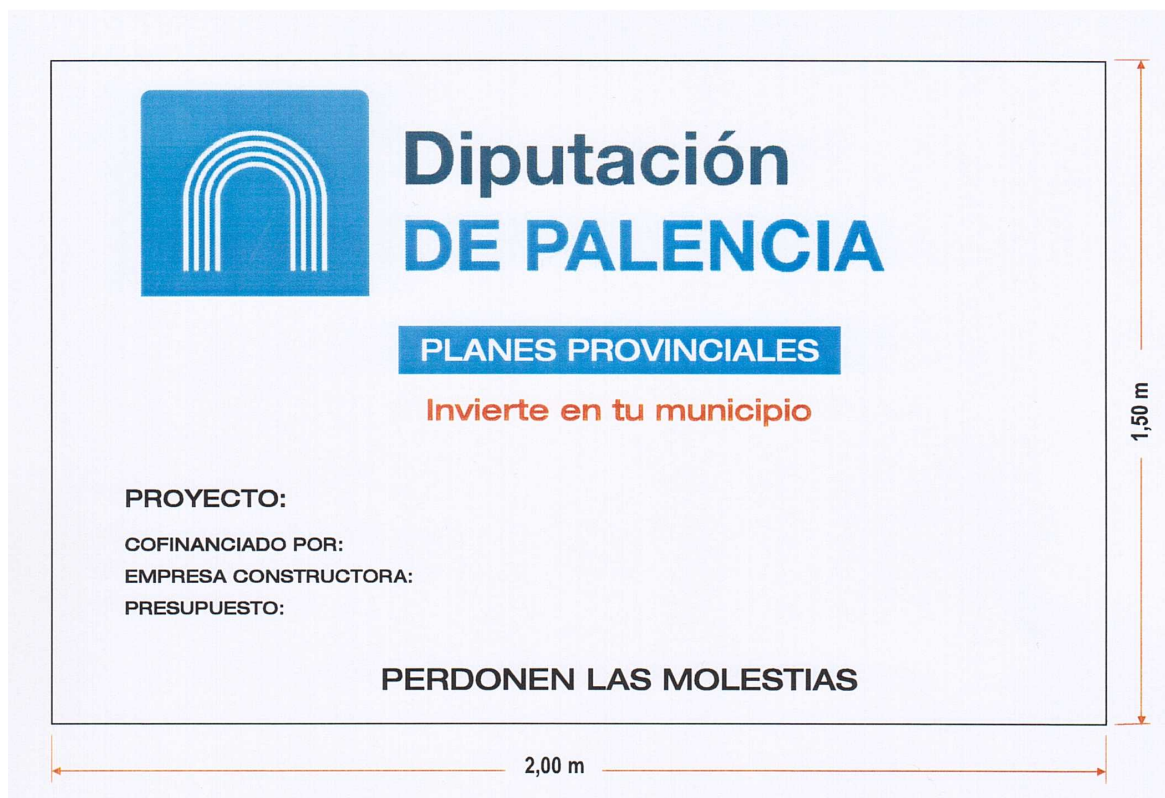 Diputación
DE PALENCIA
PLANES PROVINCIALES
Invierte en tu municipio
PROYECTO:
COFINANCIADO POR:
EMPRESA CONSTRUCTORA:
PRESUPUESTO:
PERDONEN LAS MOLESTIAS
1,50 m
2,00 m